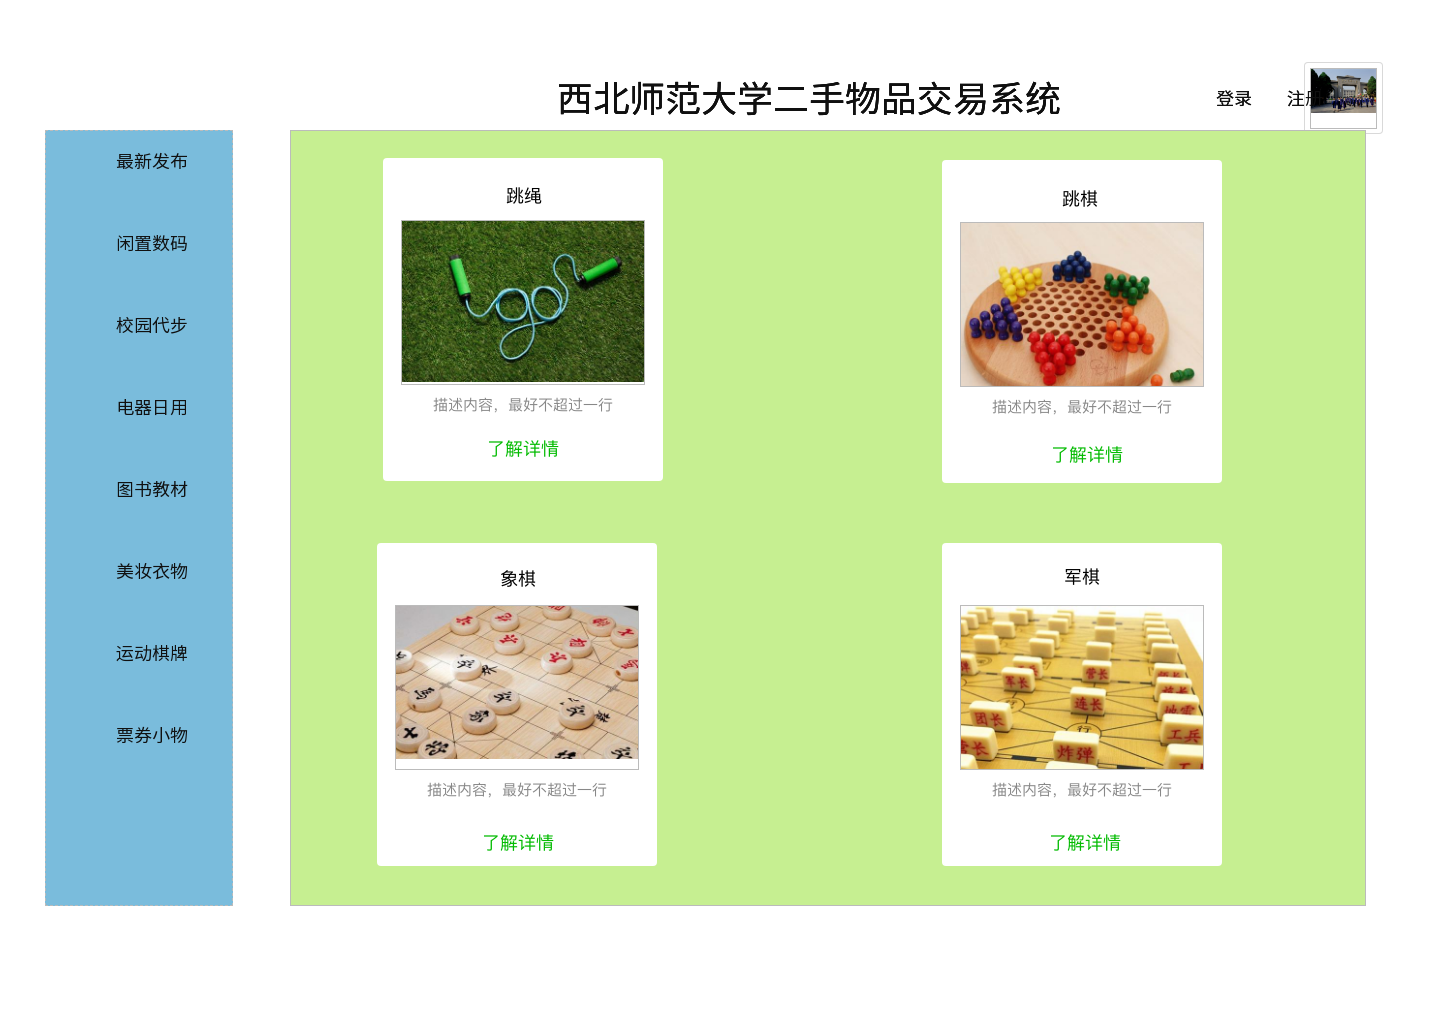 西北师范大学二手物品交易系统
登录
注册
最新发布
闲置数码
校园代步
电器日用
图书教材
美妆衣物
运动棋牌
票券小物
跳绳
描述内容，最好不超过一行
了解详情
跳棋
描述内容，最好不超过一行
了解详情
象棋
描述内容，最好不超过一行
了解详情
军棋
营长
军长
连长
团长
地雷
工兵
炸弹
行
描述内容，最好不超过一行
了解详情